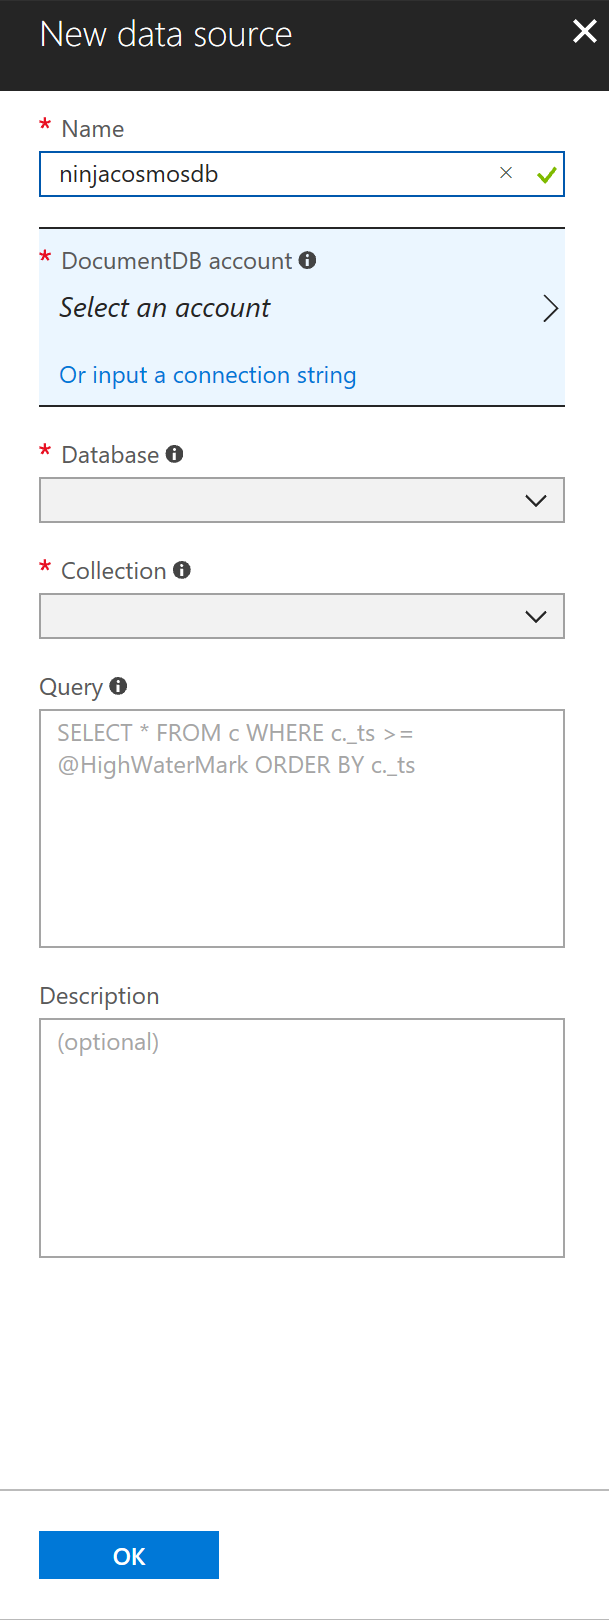 New data source
* Name
ninjacosmosdb
* DocumentDB account
Select an account
Or input a connection string
* Database
* Collection
Query
SELECT * FROM c WHERE c._ts >=
@HighWaterMark ORDER BY c._ts
Description
(optional)
OK